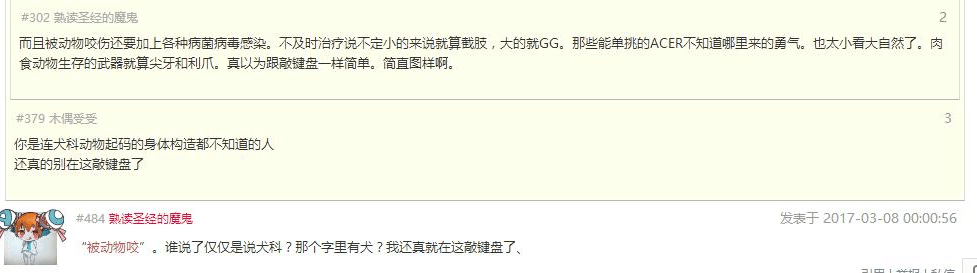 #302 熟读圣经的魔鬼 2
而且被动物咬伤还要加上各种病菌病毒感染。不及时治疗说不定小的来说就算截肢，大的就GG。那些能单挑的ACER不知道哪里来的勇气。也太小看大自然了。肉
食动物生存的武器就算尖牙和利爪。真以为跟敲键盘一样简单。简直图样啊。
#379 木偶受受 3
你是连犬科动物起码的身体构造都不知道的人
还真的别在这敲键盘了
#484 熟读圣经的魔鬼 发表于 2017-03-08 00:00:56
“被动物咬”。谁说了仅仅是说犬科？那个字里有犬？我还真就在这敲键盘了、
引用 | 举报 | 私信